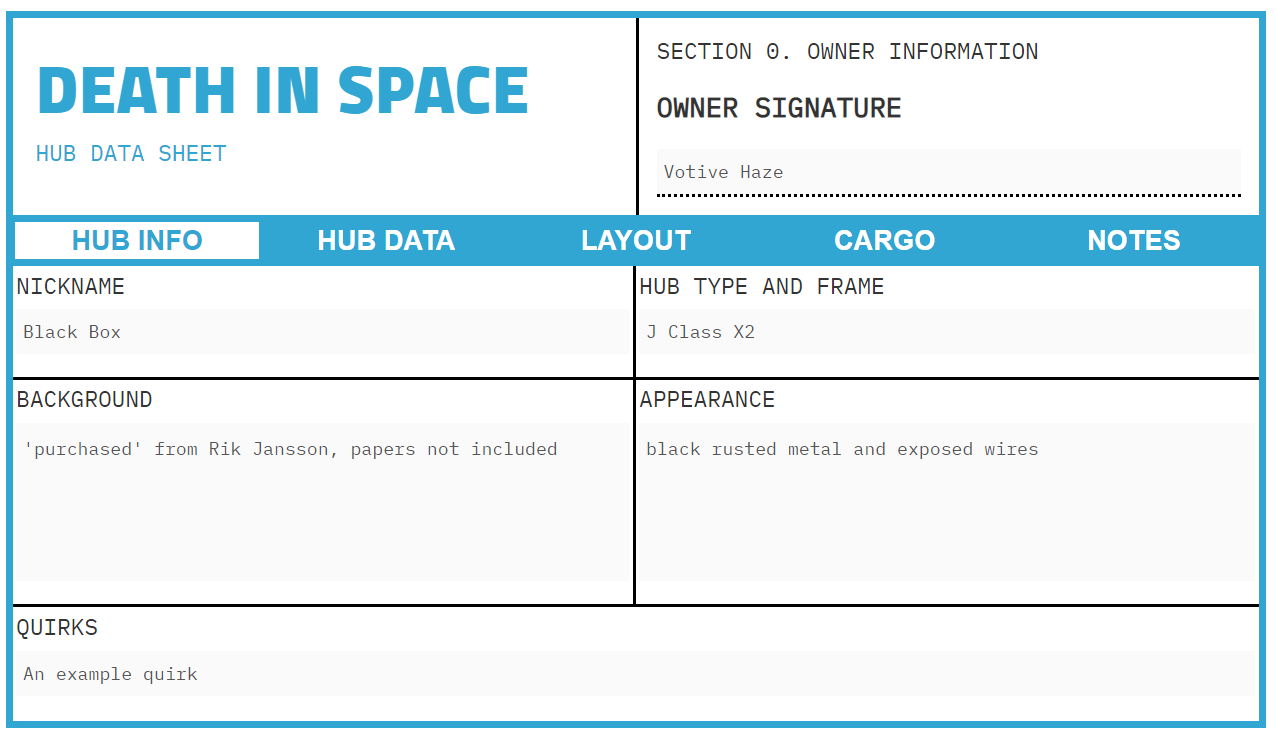 DEATH IN SPACE
HUB DATA SHEET
SECTION 0. OWNER INFORMATION
OWNER SIGNATURE
Votive Haze
HUB INFO HUB DATA LAYOUT CARGO NOTES
NICKNAME
Black Box
HUB TYPE AND FRAME
J Class X2
BACKGROUND
'purchased' from Rik Jansson, papers not included
APPEARANCE
black rusted metal and exposed wires
QUIRKS
An example quirk